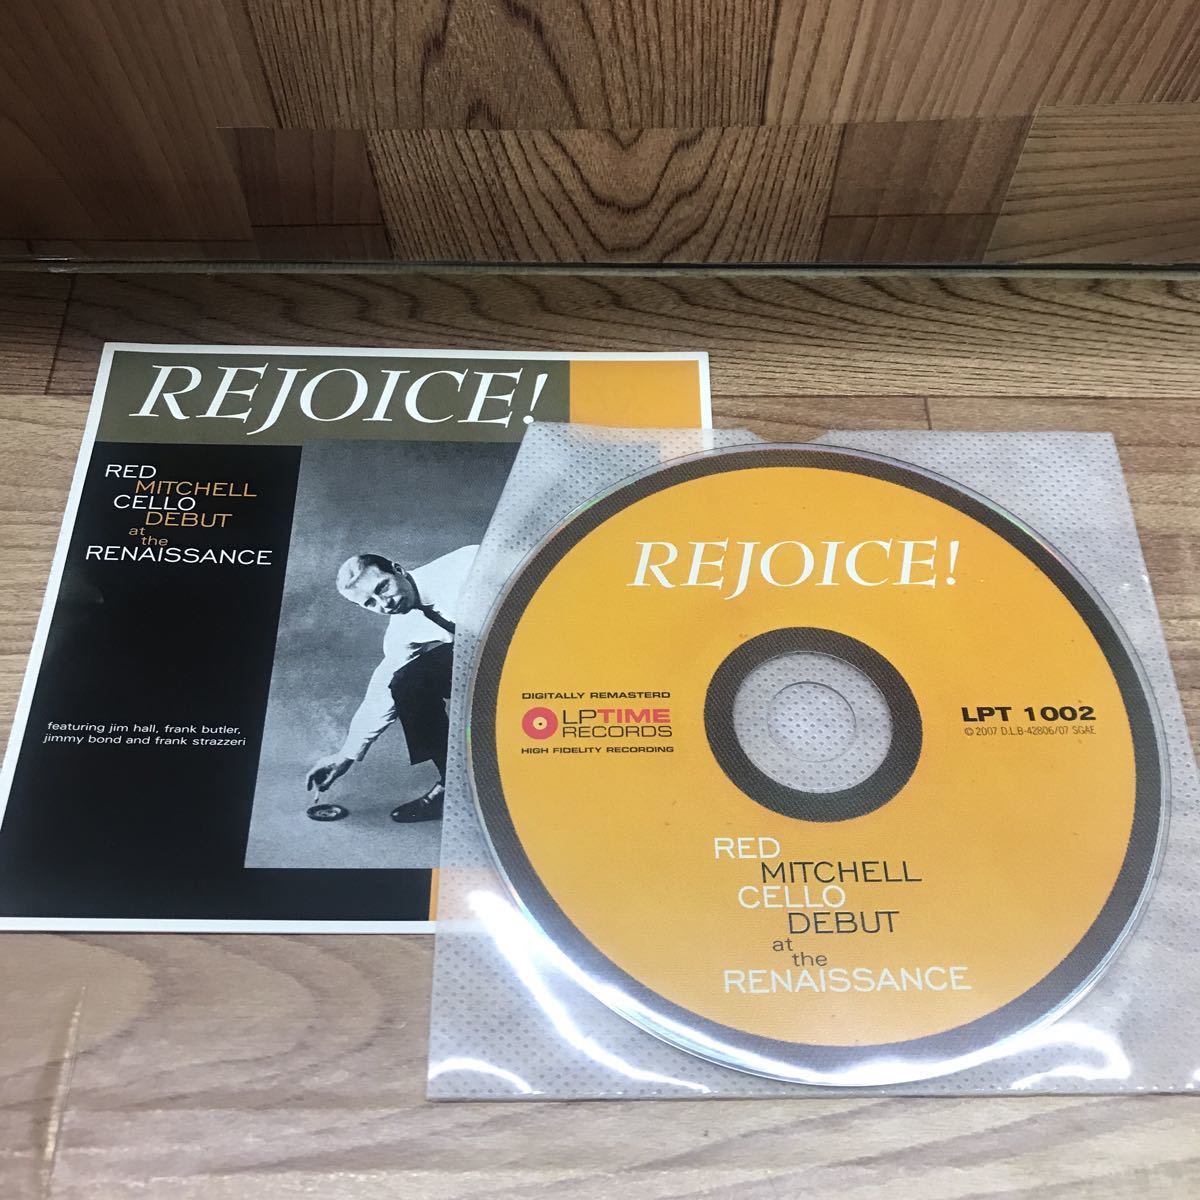 REJOICE!
RED
MITCHELL
CELLO
DEBUT
at
the
RENAISSANCE
featuring jim hall, frank butler,
jimmy bond and frank strazzeri
REJOICE!
DIGITALLY REMASTERD
LPTIME
RECORDS
HIGH FIDELITY RECORDING
LPT 1002
© 2007 D.L.B-42806/07 SGAE
RED
MITCHELL
CELLO
DEBUT
at
the
RENAISSANCE